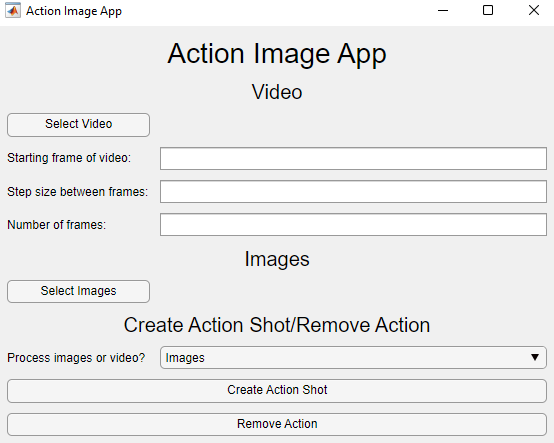 Action Image App
Action Image App
Video
Select Video
Starting frame of video:
Step size between frames:
Number of frames:
Images
Select Images
Create Action Shot/Remove Action
Process images or video? Images
Create Action Shot
Remove Action